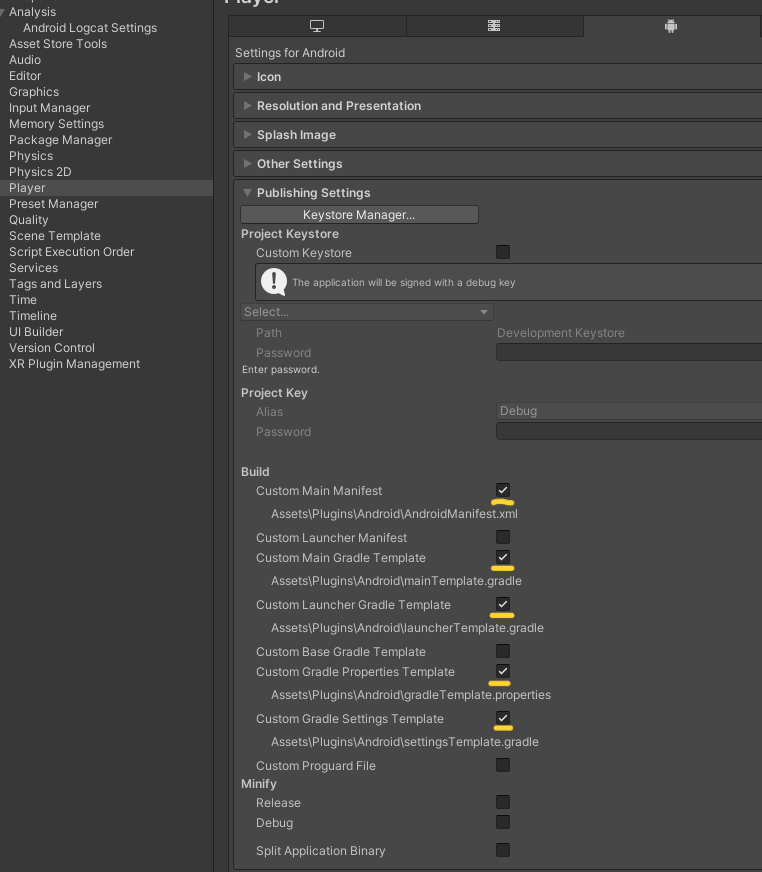 Player
Analysis
Android Logcat Settings
Asset Store Tools
Audio
Editor
Graphics
Input Manager
Memory Settings
Package Manager
Physics
Physics 2D
Player
Preset Manager
Quality
Scene Template
Script Execution Order
Services
Tags and Layers
Time
Timeline
UI Builder
Version Control
XR Plugin Management
Settings for Android
Icon
Resolution and Presentation
Splash Image
Other Settings
Publishing Settings
Keystore Manager...
Project Keystore
Custom Keystore
The application will be signed with a debug key
Select...
Path Development Keystore
Password
Enter password.
Project Key
Alias Debug
Password
Build
Custom Main Manifest
Assets\Plugins\Android\AndroidManifest.xml
Custom Launcher Manifest
Custom Main Gradle Template
Assets\Plugins\Android\mainTemplate.gradle
Custom Launcher Gradle Template
Assets\Plugins\Android\launcherTemplate.gradle
Custom Base Gradle Template
Custom Gradle Properties Template
Assets\Plugins\Android\gradleTemplate.properties
Custom Gradle Settings Template
Assets\Plugins\Android\settingsTemplate.gradle
Custom Proguard File
Minify
Release
Debug
Split Application Binary